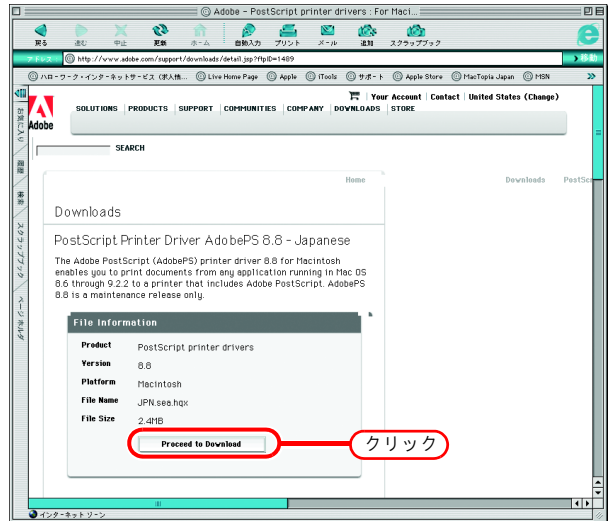 Adobe - PostScript printer drivers : For Maci...
戻る 進む 中止 更新 ホーム 自動入力 プリント メール 追加 スクラップブック
アドレス http://www.adobe.com/support/downloads/detail.jsp?ftpID=1489 移動
ハローワーク・インターネットサービス (求人情... Live Home Page Apple iTools サポート Apple Store MacTopia Japan MSN
お気に入り
履歴
検索
スクラップブック
ページ ホルダ
Adobe
Your Account Contact United States (Change)
SOLUTIONS PRODUCTS SUPPORT COMMUNITIES COMPANY DOWNLOADS STORE
SEARCH
Home Downloads PostSc
Downloads
PostScript Printer Driver AdobePS 8.8 - Japanese
The Adobe PostScript (AdobePS) printer driver 8.8 for Macintosh
enables you to print documents from any application running in Mac OS
8.6 through 9.2.2 to a printer that includes Adobe PostScript. AdobePS
8.8 is a maintenance release only.
File Information
Product PostScript printer drivers
Version 8.8
Platform Macintosh
File Name JPN.sea.hqx
File Size 2.4MB
Proceed to Download
クリック
インターネット ゾーン